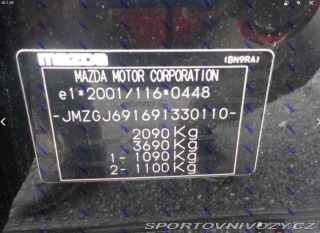 mazda
(BN9RA)
MAZDA MOTOR CORPORATION
e1*2001/116*0448
-JMZGJ691691330110-
2090 Kg
3690 Kg
1- 1090 Kg
2- 1100 Kg
SPORTOVNIVOZY.CZ